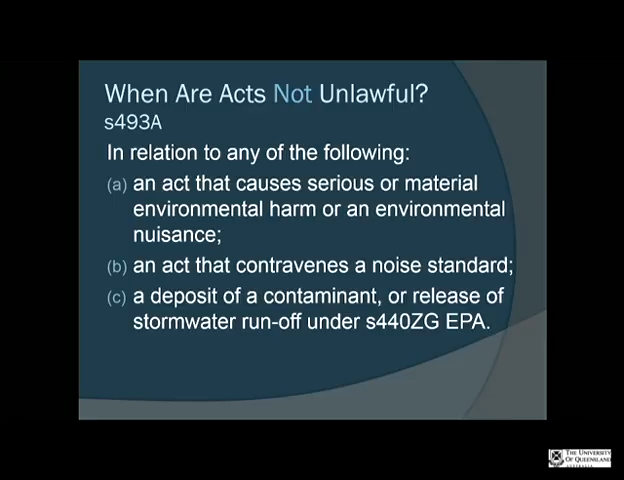 When Are Acts Not Unlawful?
s493A
In relation to any of the following:
(a) an act that causes serious or material
environmental harm or an environmental
nuisance;
(b) an act that contravenes a noise standard;
(c) a deposit of a contaminant, or release of
stormwater run-off under s440ZG EPA.
THE UNIVERSITY
OF QUEENSLAND
AUSTRALIA